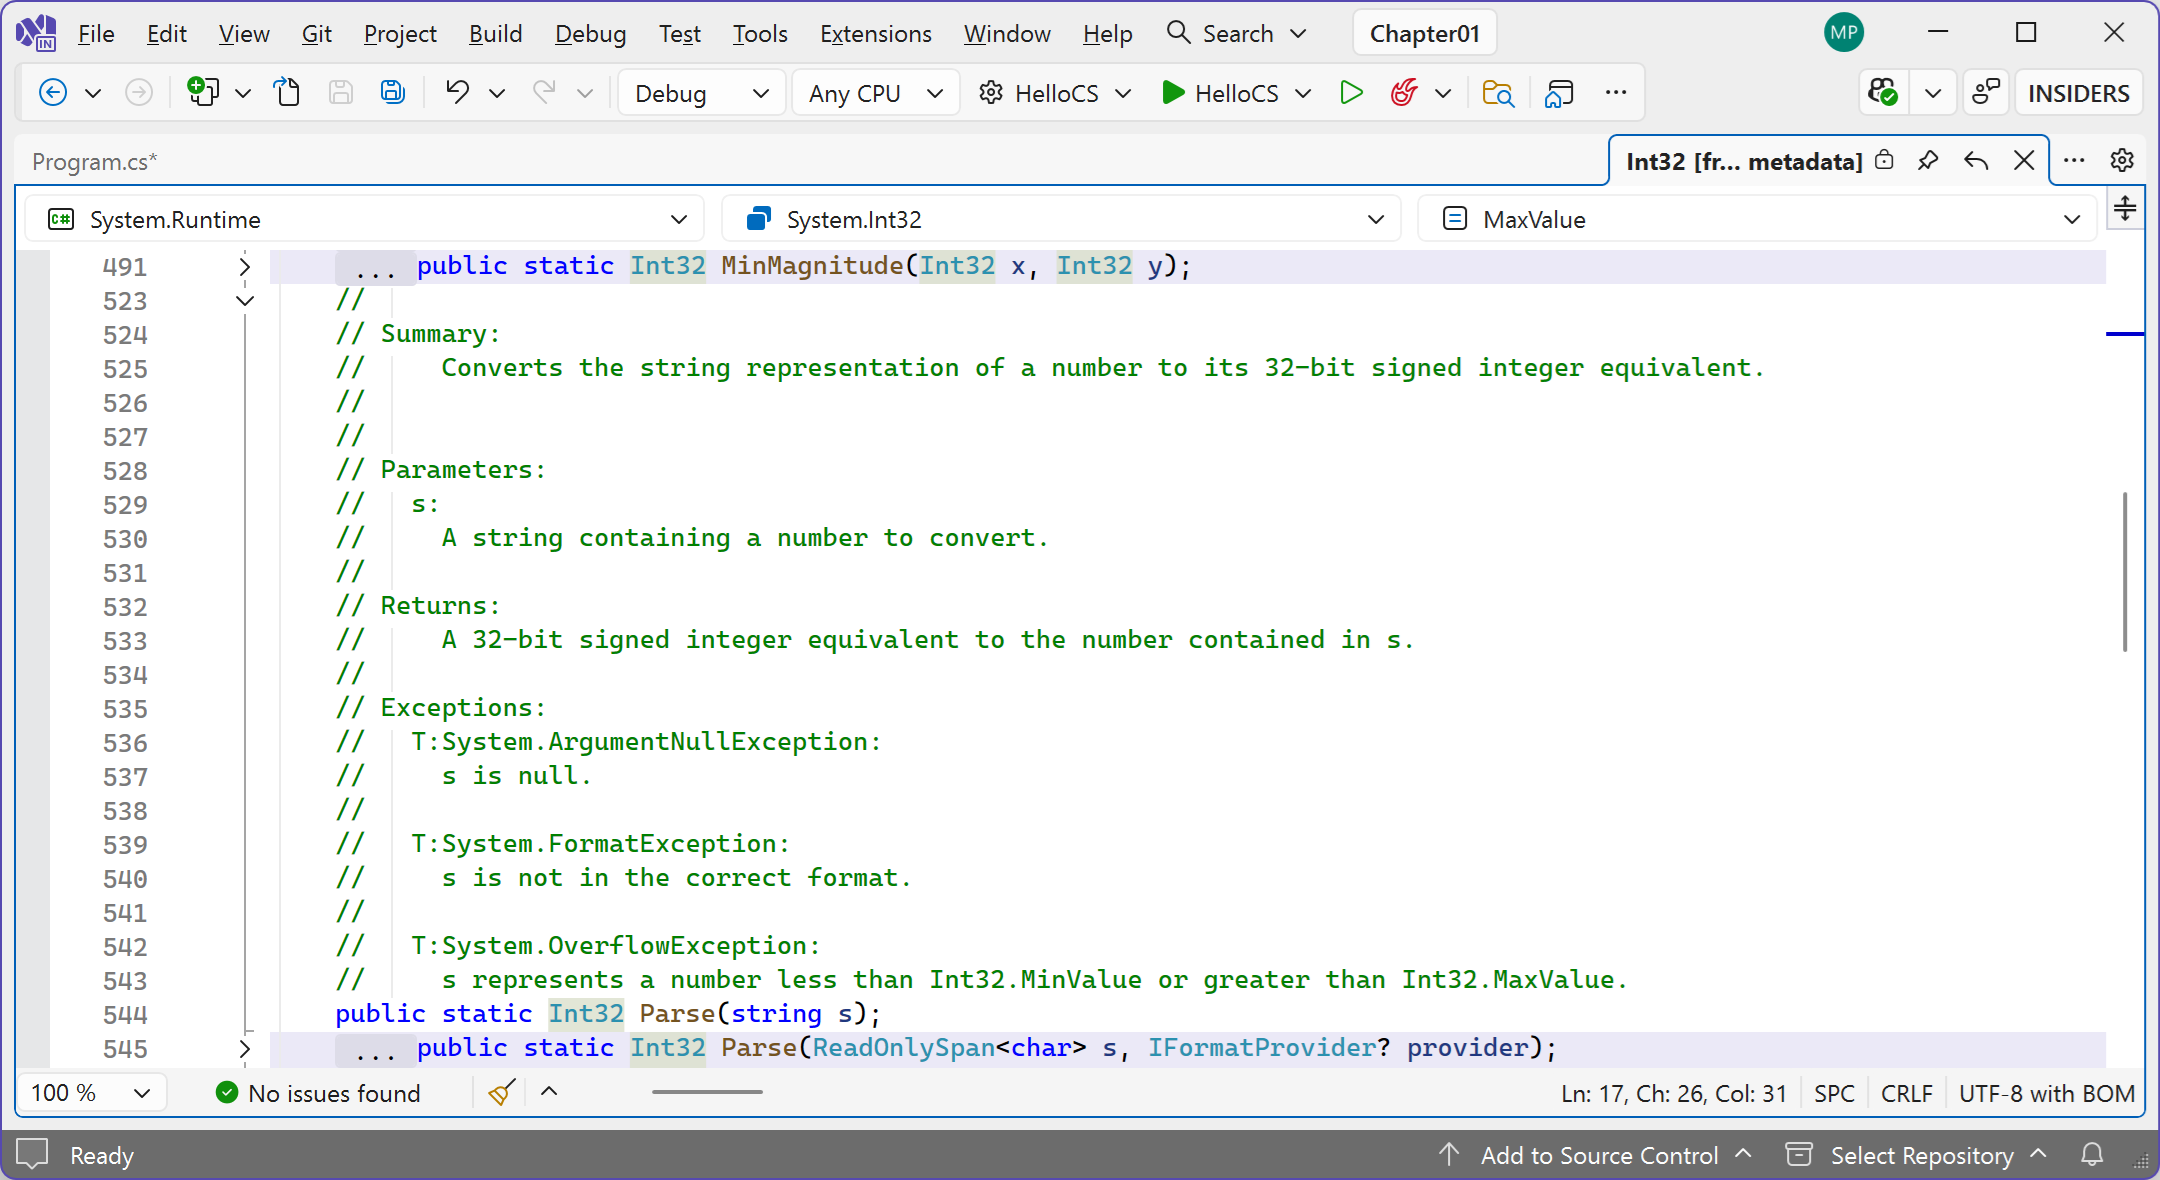 File Edit View Git Project Build Debug Test Tools Extensions Window Help Search Chapter01 MP
Debug Any CPU HelloCS HelloCS INSIDERS
Program.cs* Int32 [fr... metadata]
System.Runtime System.Int32 MaxValue
491 ... public static Int32 MinMagnitude(Int32 x, Int32 y);
523 //
524 // Summary:
525 //     Converts the string representation of a number to its 32-bit signed integer equivalent.
526 //
527 //
528 // Parameters:
529 //   s:
530 //     A string containing a number to convert.
531 //
532 // Returns:
533 //     A 32-bit signed integer equivalent to the number contained in s.
534 //
535 // Exceptions:
536 //   T:System.ArgumentNullException:
537 //     s is null.
538 //
539 //   T:System.FormatException:
540 //     s is not in the correct format.
541 //
542 //   T:System.OverflowException:
543 //     s represents a number less than Int32.MinValue or greater than Int32.MaxValue.
544 public static Int32 Parse(string s);
545 ... public static Int32 Parse(ReadOnlySpan<char> s, IFormatProvider? provider);
100 % No issues found Ln: 17, Ch: 26, Col: 31 SPC CRLF UTF-8 with BOM
Ready Add to Source Control Select Repository